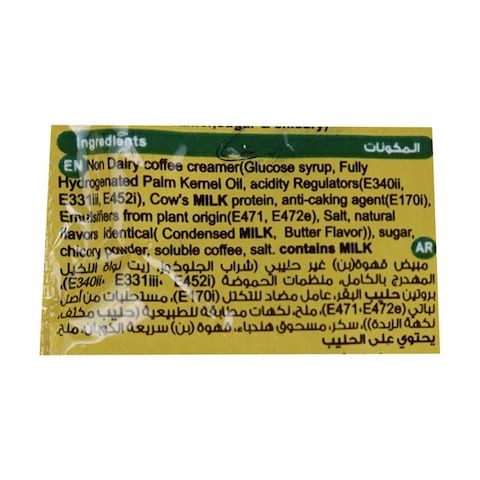 sugar & chicory)
Ingredients
المكونات
EN Non Dairy coffee creamer(Glucose syrup, Fully
Hydrogenated Palm Kernel Oil, acidity Regulators(E340ii,
E331iii, E452i), Cow's MILK protein, anti-caking agent(E170i),
Emulsifiers from plant origin(E471, E472e), Salt, natural
flavors identical( Condensed MILK, Butter Flavor)), sugar,
chicory powder, soluble coffee, salt. contains MILK
AR
مبيض قهوة(بن) غير حليبي (شراب الجلوكوز، زيت نواة النخيل
المهدرج بالكامل، منظمات الحموضة (E340ii، E331iii، E452i)،
بروتين حليب البقر، عامل مضاد للتكتل (E170i)، مستحلبات من أصل
نباتي (E471،E472e)، ملح، نكهات مطابقة للطبيعية (حليب مكثف،
نكهة الزبدة))، سكر، مسحوق هندباء، قهوة (بن) سريعة الذوبان، ملح.
يحتوي على الحليب